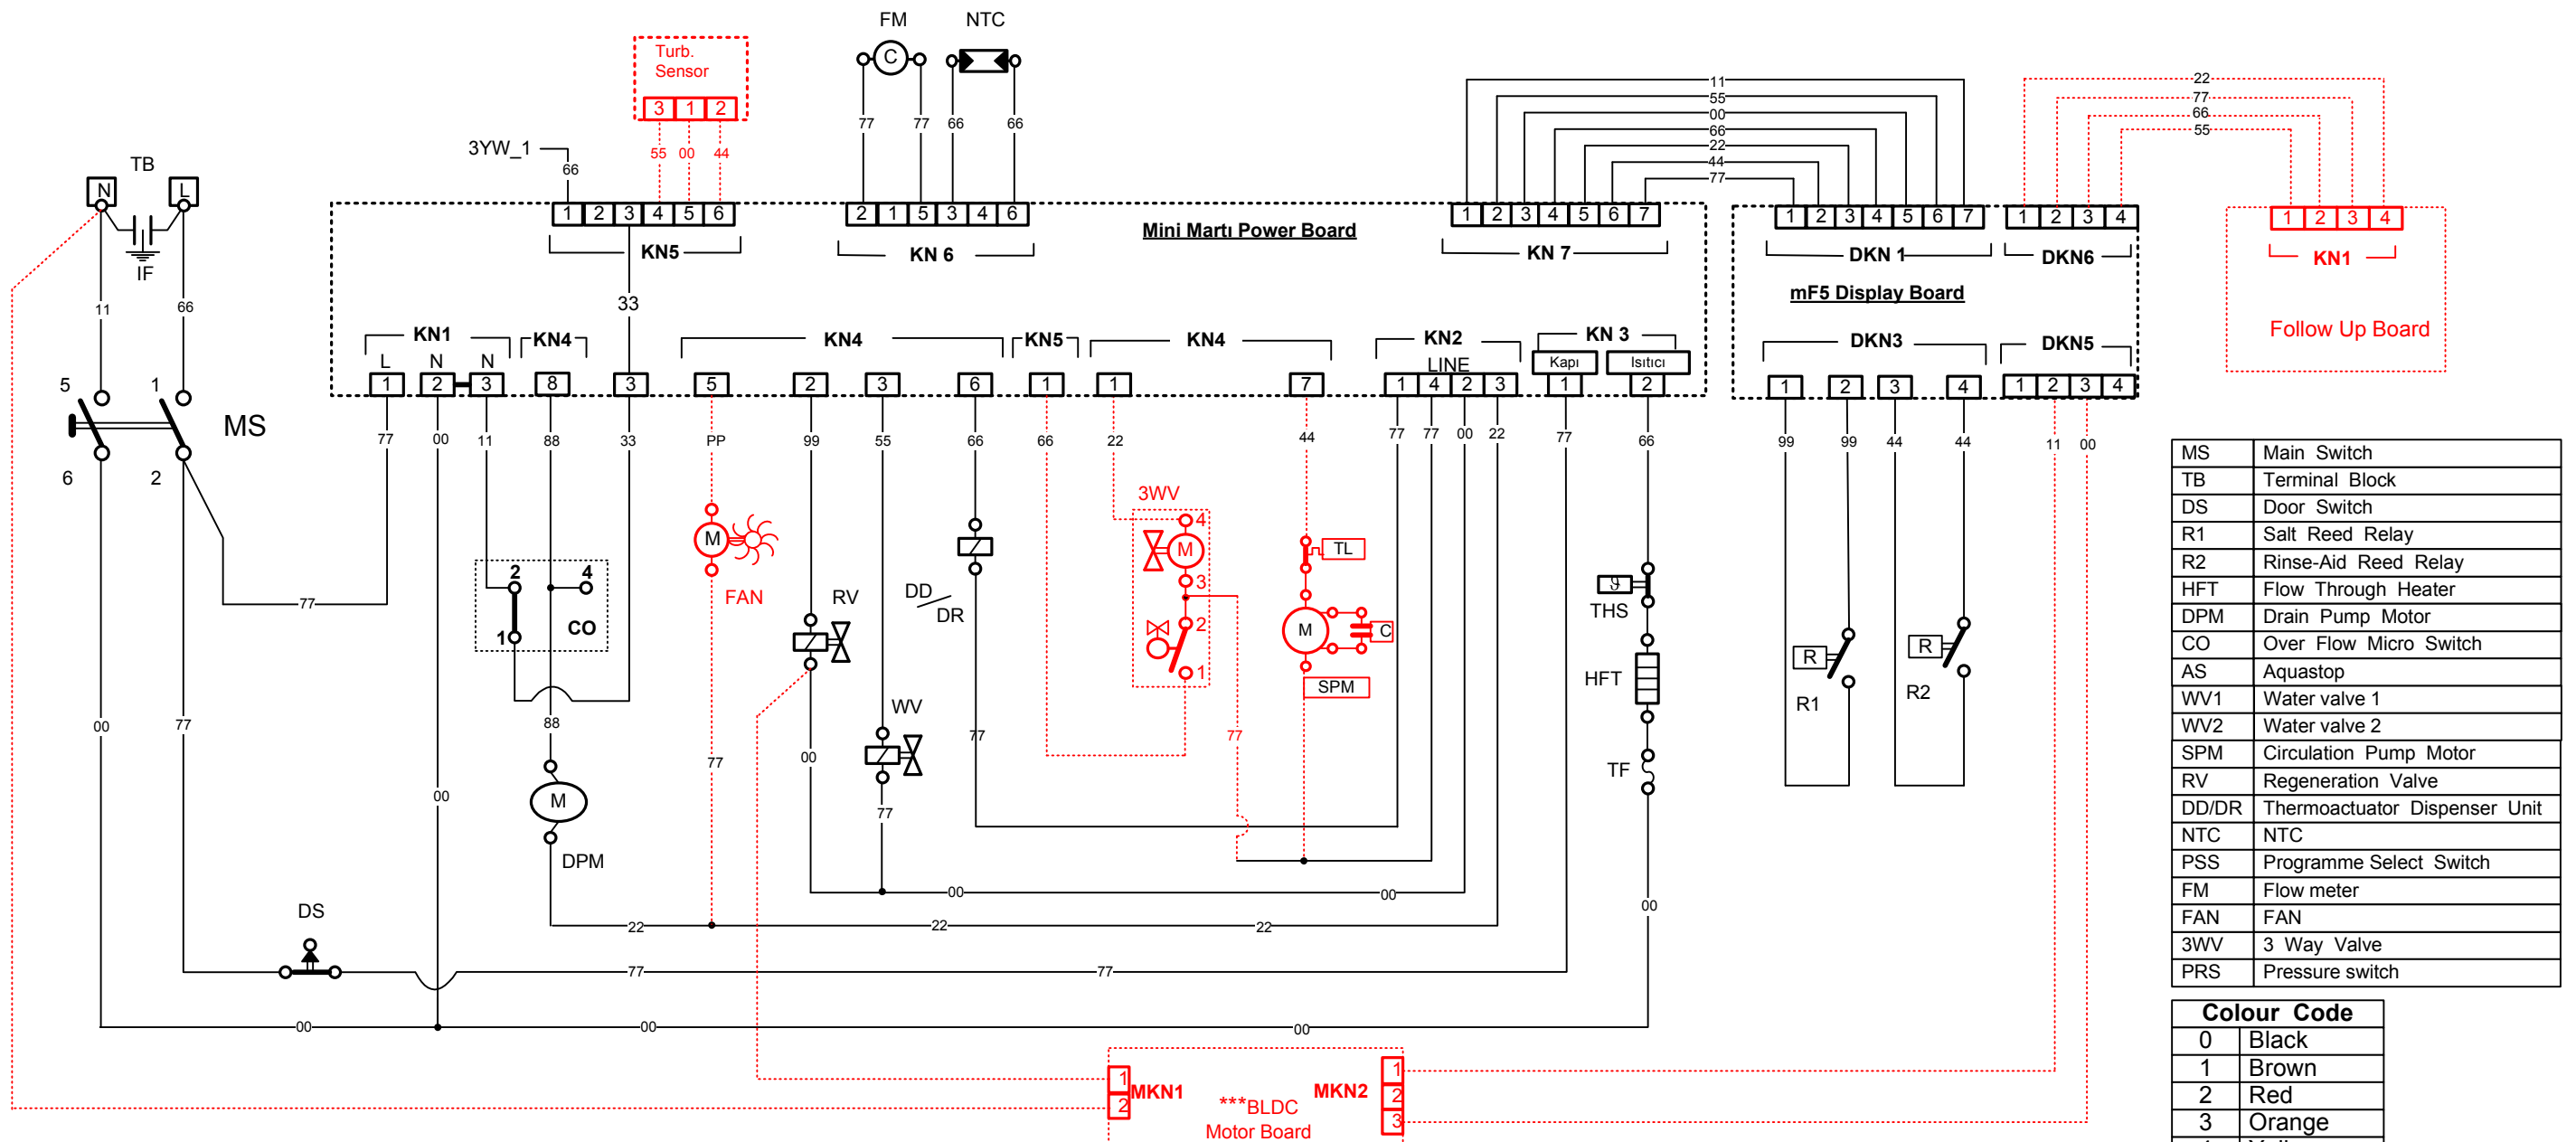 FM
NTC
Turb.
Sensor
C
3 1 2
11
55
00
66
22
44
77
22
77
66
55
77 77 66 66
3YW_1
66
55 00 44
TB
N L
IF
1 2 3 4 5 6
KN5
2 1 5 3 4 6
KN 6
Mini Martı Power Board
1 2 3 4 5 6 7
KN 7
1 2 3 4 5 6 7
DKN 1
1 2 3 4
DKN6
1 2 3 4
KN1
mF5 Display Board
Follow Up Board
11 66
33
KN1
L N N
KN4
KN4
KN5
KN4
KN2
LINE
KN 3
Kapı
Isıtıcı
DKN3
DKN5
1 2 3 8 3 5 2 3 6 1 1 7 1 4 2 3 1 2
1 2 3 4
1 2 3 4
5 1
MS
6 2
77 00 11 88 33 PP 99 55 66 66 22 44 77 77 00 22 77 66
99 99 44 44 11 00
3WV
4
M
3
2
1
M
FAN
TL
M
C
SPM
2 4
1
CO
RV
DD
DR
ϑ
THS
HFT
TF
R
R1
R
R2
77
WV
88
M
DPM
00 77
00
77
00
77
77
77
00
00
00
22
22
22
DS
77
77
00
00
00
1
2
MKN1
***BLDC
Motor Board
MKN2
1
2
3
MS Main Switch
TB Terminal Block
DS Door Switch
R1 Salt Reed Relay
R2 Rinse-Aid Reed Relay
HFT Flow Through Heater
DPM Drain Pump Motor
CO Over Flow Micro Switch
AS Aquastop
WV1 Water valve 1
WV2 Water valve 2
SPM Circulation Pump Motor
RV Regeneration Valve
DD/DR Thermoactuator Dispenser Unit
NTC NTC
PSS Programme Select Switch
FM Flow meter
FAN FAN
3WV 3 Way Valve
PRS Pressure switch
Colour Code
0 Black
1 Brown
2 Red
3 Orange